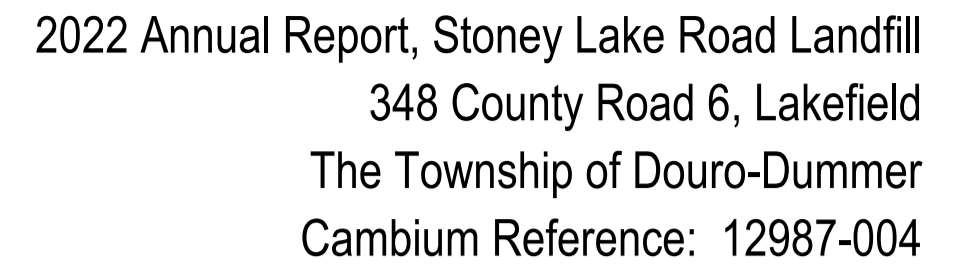 2022 Annual Report, Stoney Lake Road Landfill
348 County Road 6, Lakefield
The Township of Douro-Dummer
Cambium Reference:  12987-004